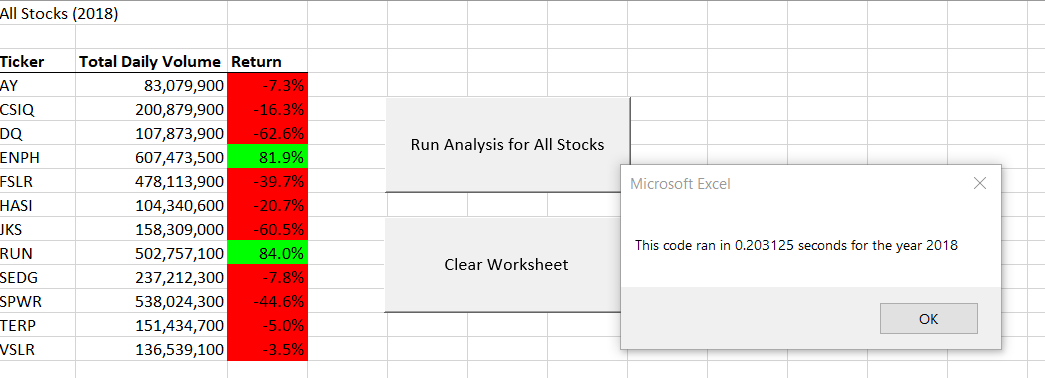 All Stocks (2018)
Ticker Total Daily Volume Return
AY 83,079,900 -7.3%
CSIQ 200,879,900 -16.3%
DQ 107,873,900 -62.6%
ENPH 607,473,500 81.9%
FSLR 478,113,900 -39.7%
HASI 104,340,600 -20.7%
JKS 158,309,000 -60.5%
RUN 502,757,100 84.0%
SEDG 237,212,300 -7.8%
SPWR 538,024,300 -44.6%
TERP 151,434,700 -5.0%
VSLR 136,539,100 -3.5%
Run Analysis for All Stocks
Clear Worksheet
Microsoft Excel
This code ran in 0.203125 seconds for the year 2018
OK